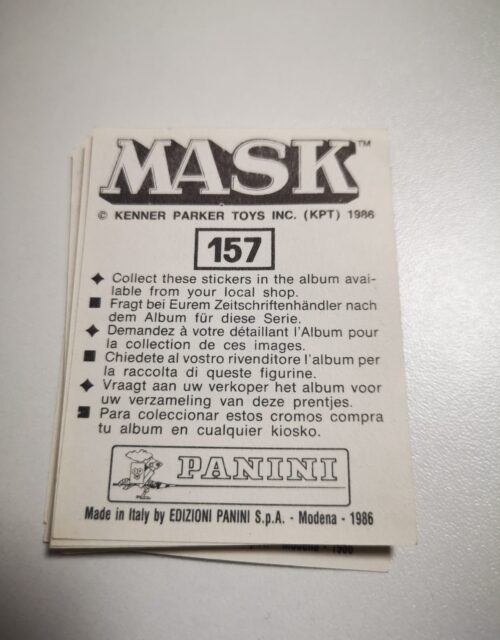 MASK™
© KENNER PARKER TOYS INC. (KPT) 1986
157
Collect these stickers in the album avai-
lable from your local shop.
Fragt bei Eurem Zeitschriftenhändler nach
dem Album für diese Serie.
Demandez à votre détaillant l'Album pour
la collection de ces images.
Chiedete al vostro rivenditore l'album per
la raccolta di queste figurine.
Vraagt aan uw verkoper het album voor
uw verzameling van deze prentjes.
Para coleccionar estos cromos compra
tu album en cualquier kiosko.
PANINI
Made in Italy by EDIZIONI PANINI S.p.A. - Modena - 1986